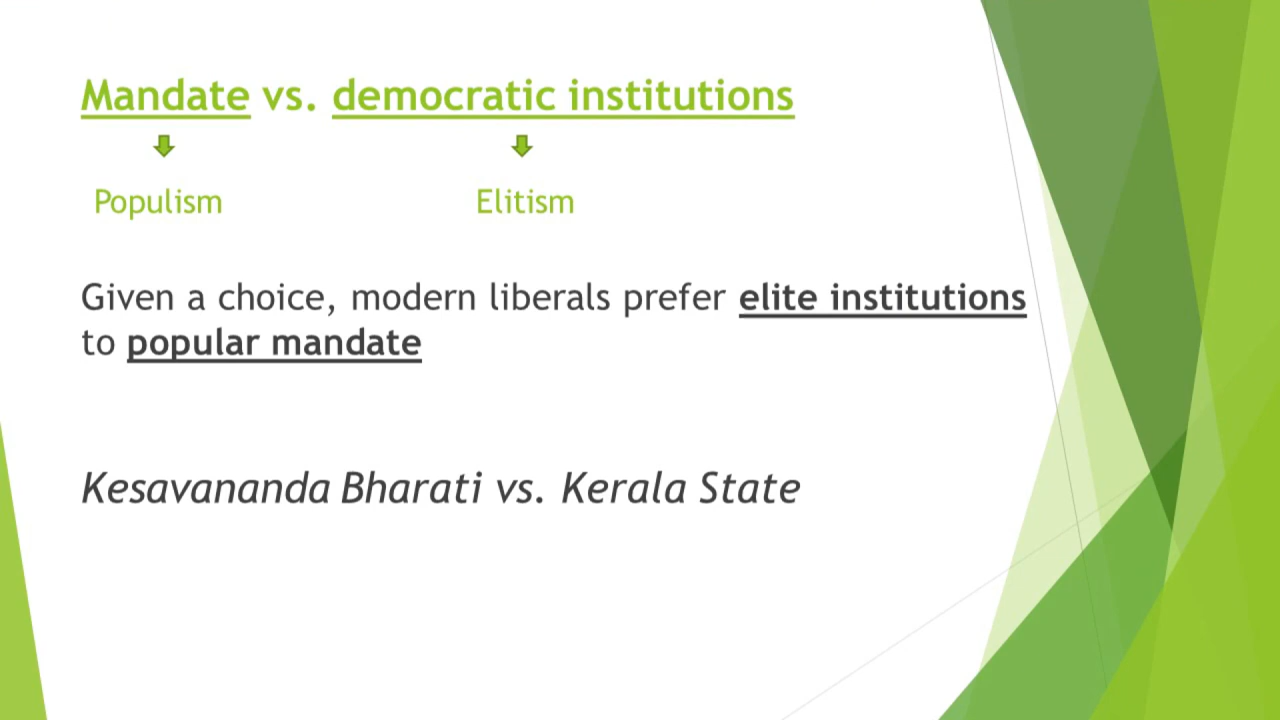 Mandate vs. democratic institutions
Populism Elitism
Given a choice, modern liberals prefer elite institutions
to popular mandate
Kesavananda Bharati vs. Kerala State